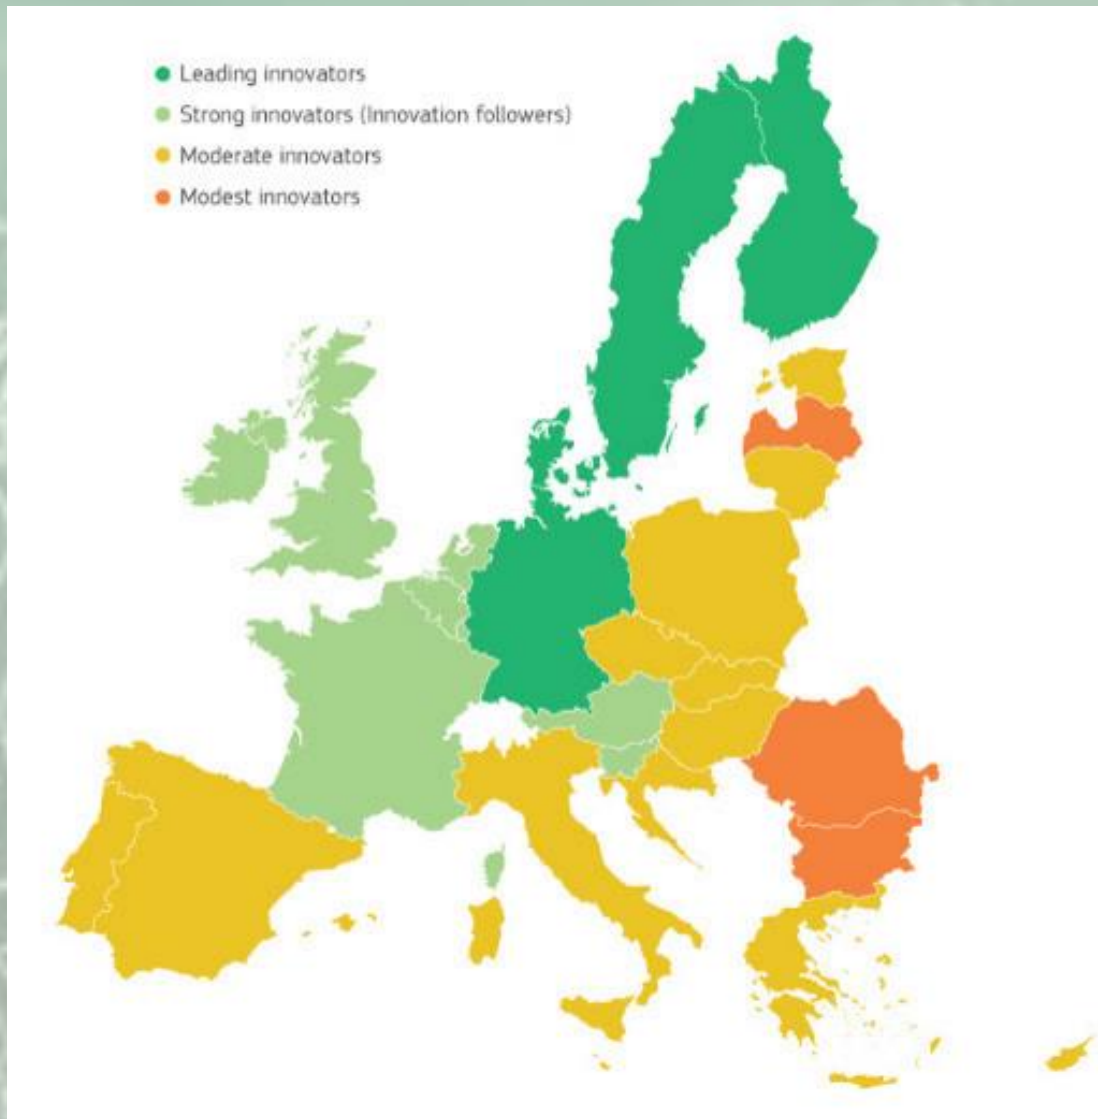 Leading innovators
Strong innovators (Innovation followers)
Moderate innovators
Modest innovators